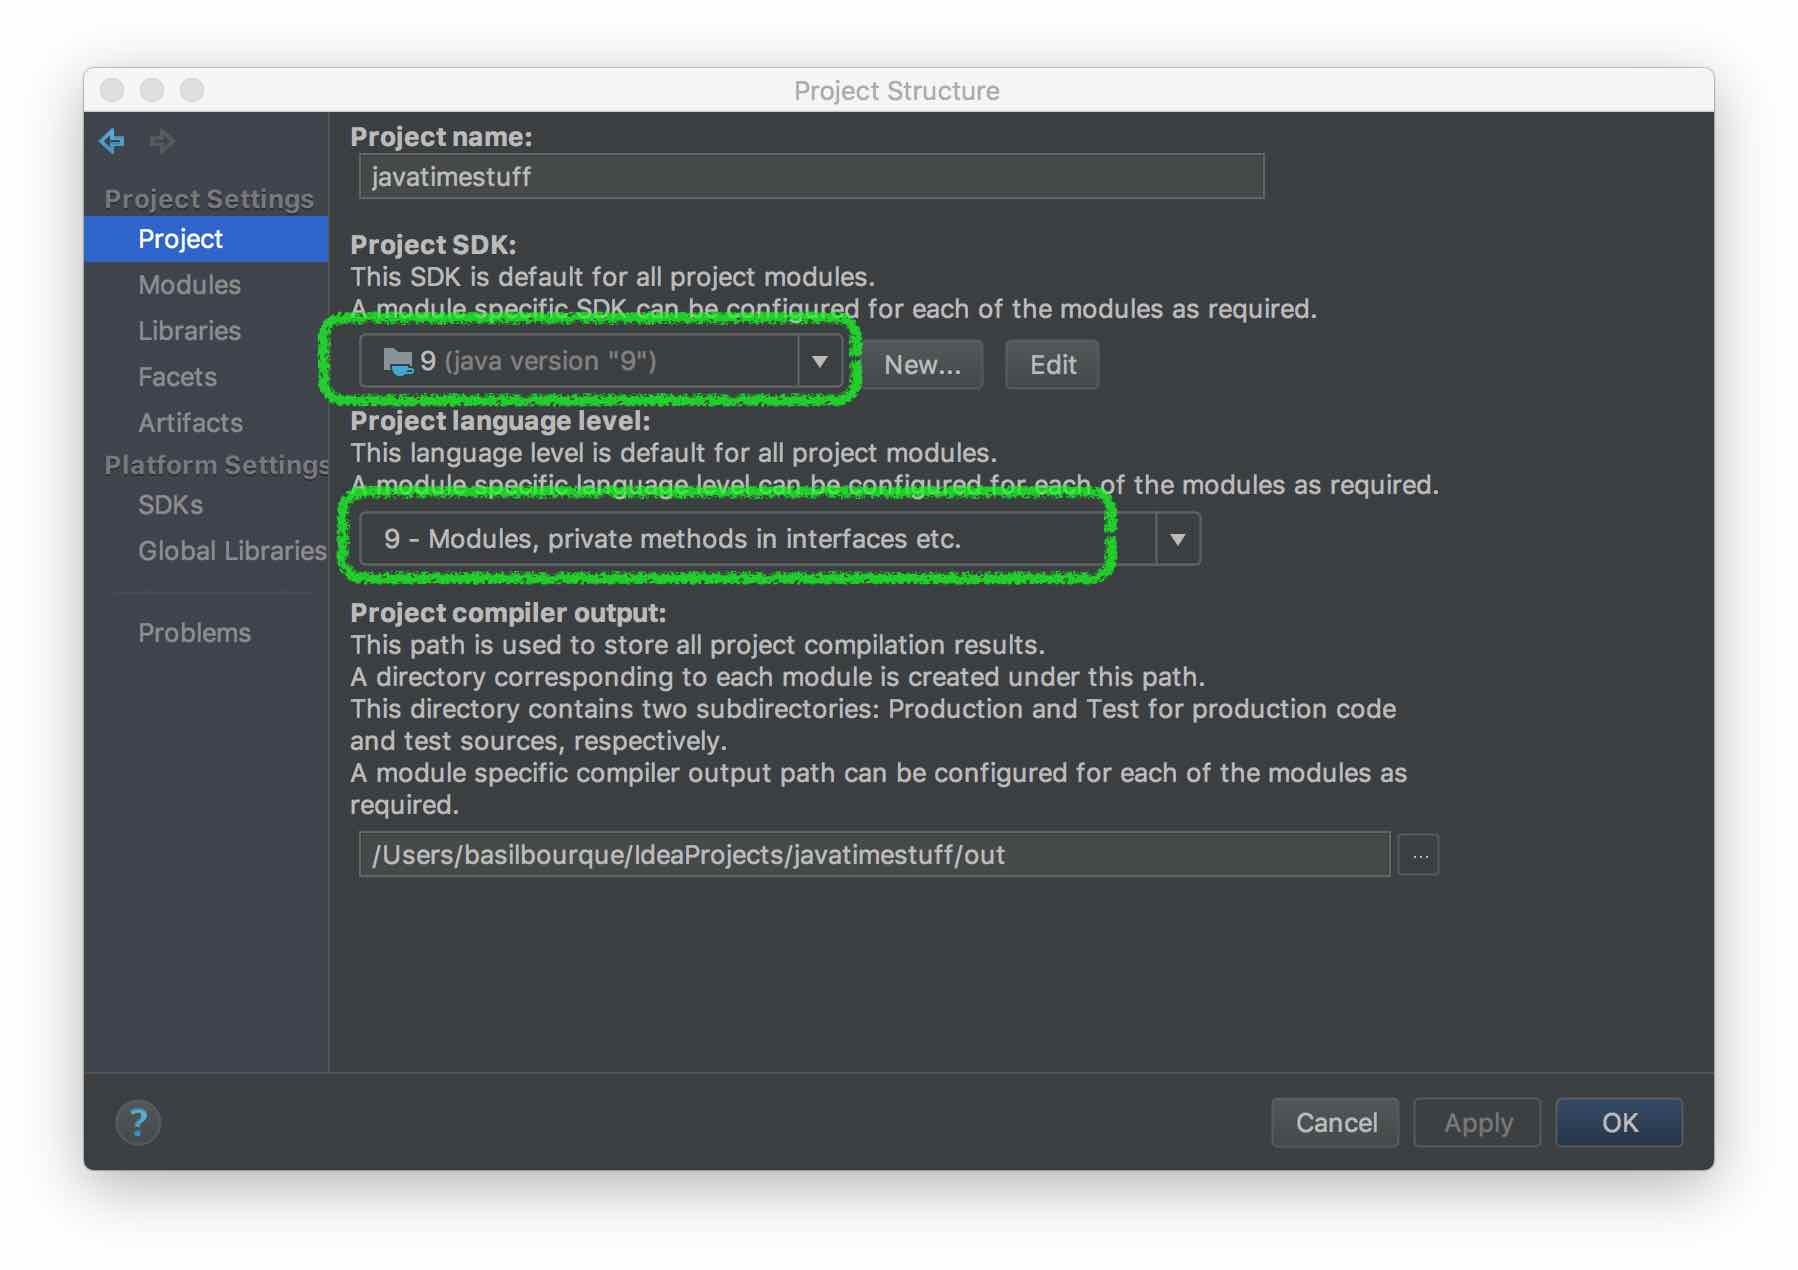 Project Structure
Project Settings
Project
Modules
Libraries
Facets
Artifacts
Platform Settings
SDKs
Global Libraries
Problems
Project name:
javatimestuff
Project SDK:
This SDK is default for all project modules.
A module specific SDK can be configured for each of the modules as required.
9 (java version "9")
New...
Edit
Project language level:
This language level is default for all project modules.
A module specific language level can be configured for each of the modules as required.
9 - Modules, private methods in interfaces etc.
Project compiler output:
This path is used to store all project compilation results.
A directory corresponding to each module is created under this path.
This directory contains two subdirectories: Production and Test for production code
and test sources, respectively.
A module specific compiler output path can be configured for each of the modules as
required.
/Users/basilbourque/IdeaProjects/javatimestuff/out
...
?
Cancel
Apply
OK